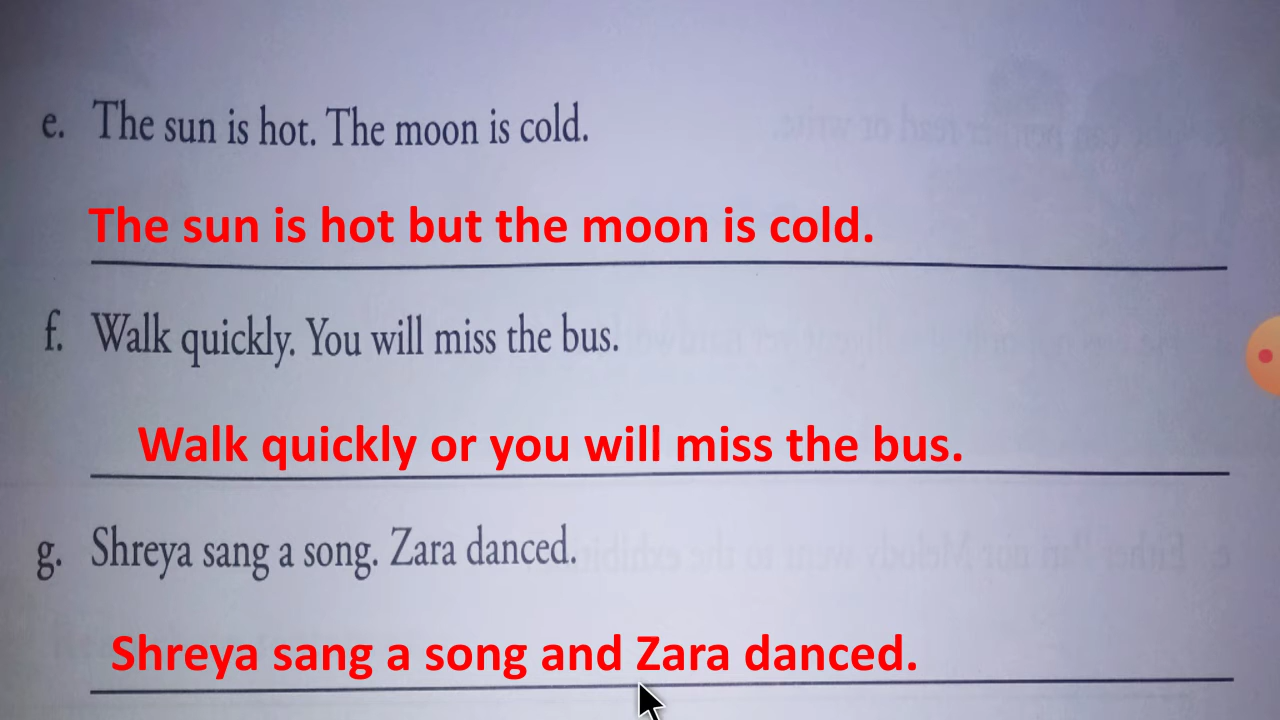 e. The sun is hot. The moon is cold.
The sun is hot but the moon is cold.
f. Walk quickly. You will miss the bus.
Walk quickly or you will miss the bus.
g. Shreya sang a song. Zara danced.
Shreya sang a song and Zara danced.